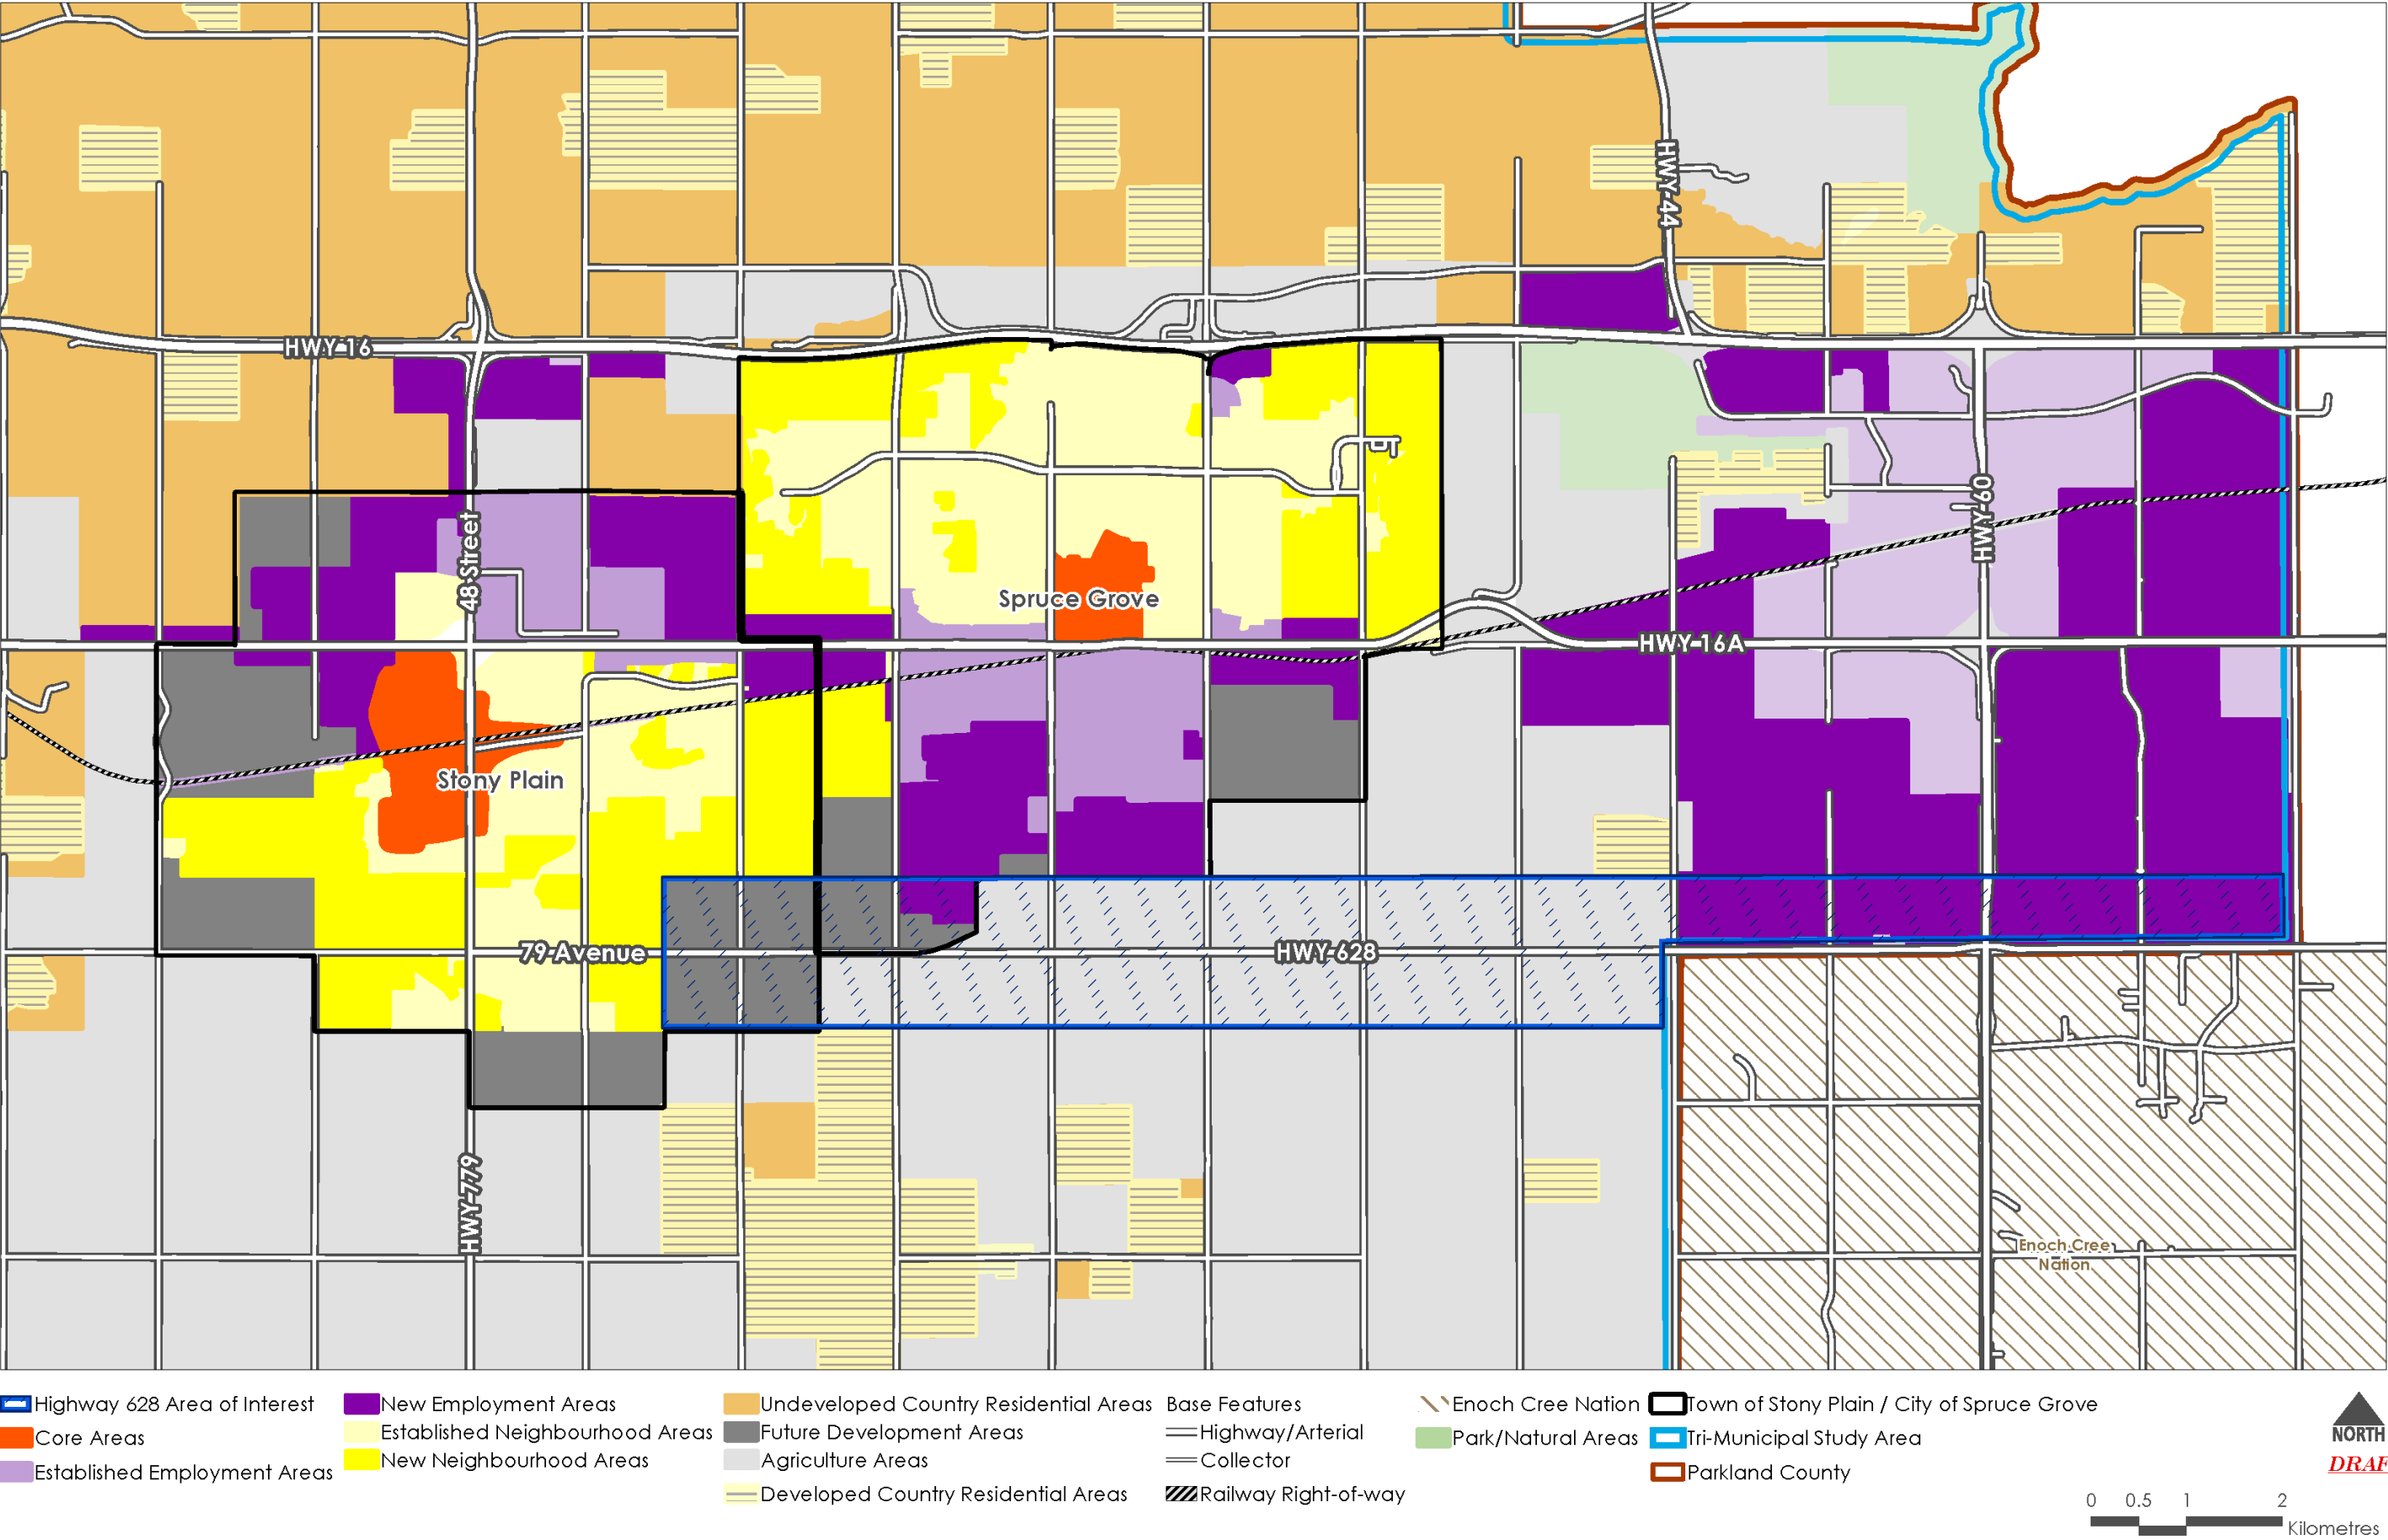 HWY-44
HWY-16
48-Street
HWY-60
Spruce Grove
HWY-16A
Stony Plain
79-Avenue
HWY-628
HWY-779
Enoch Cree
Nation
Highway 628 Area of Interest
Core Areas
Established Employment Areas
New Employment Areas
Established Neighbourhood Areas
New Neighbourhood Areas
Undeveloped Country Residential Areas
Future Development Areas
Agriculture Areas
Developed Country Residential Areas
Base Features
Highway/Arterial
Collector
Railway Right-of-way
Enoch Cree Nation
Park/Natural Areas
Town of Stony Plain / City of Spruce Grove
Tri-Municipal Study Area
Parkland County
NORTH
DRAF
0 0.5 1 2
Kilometres